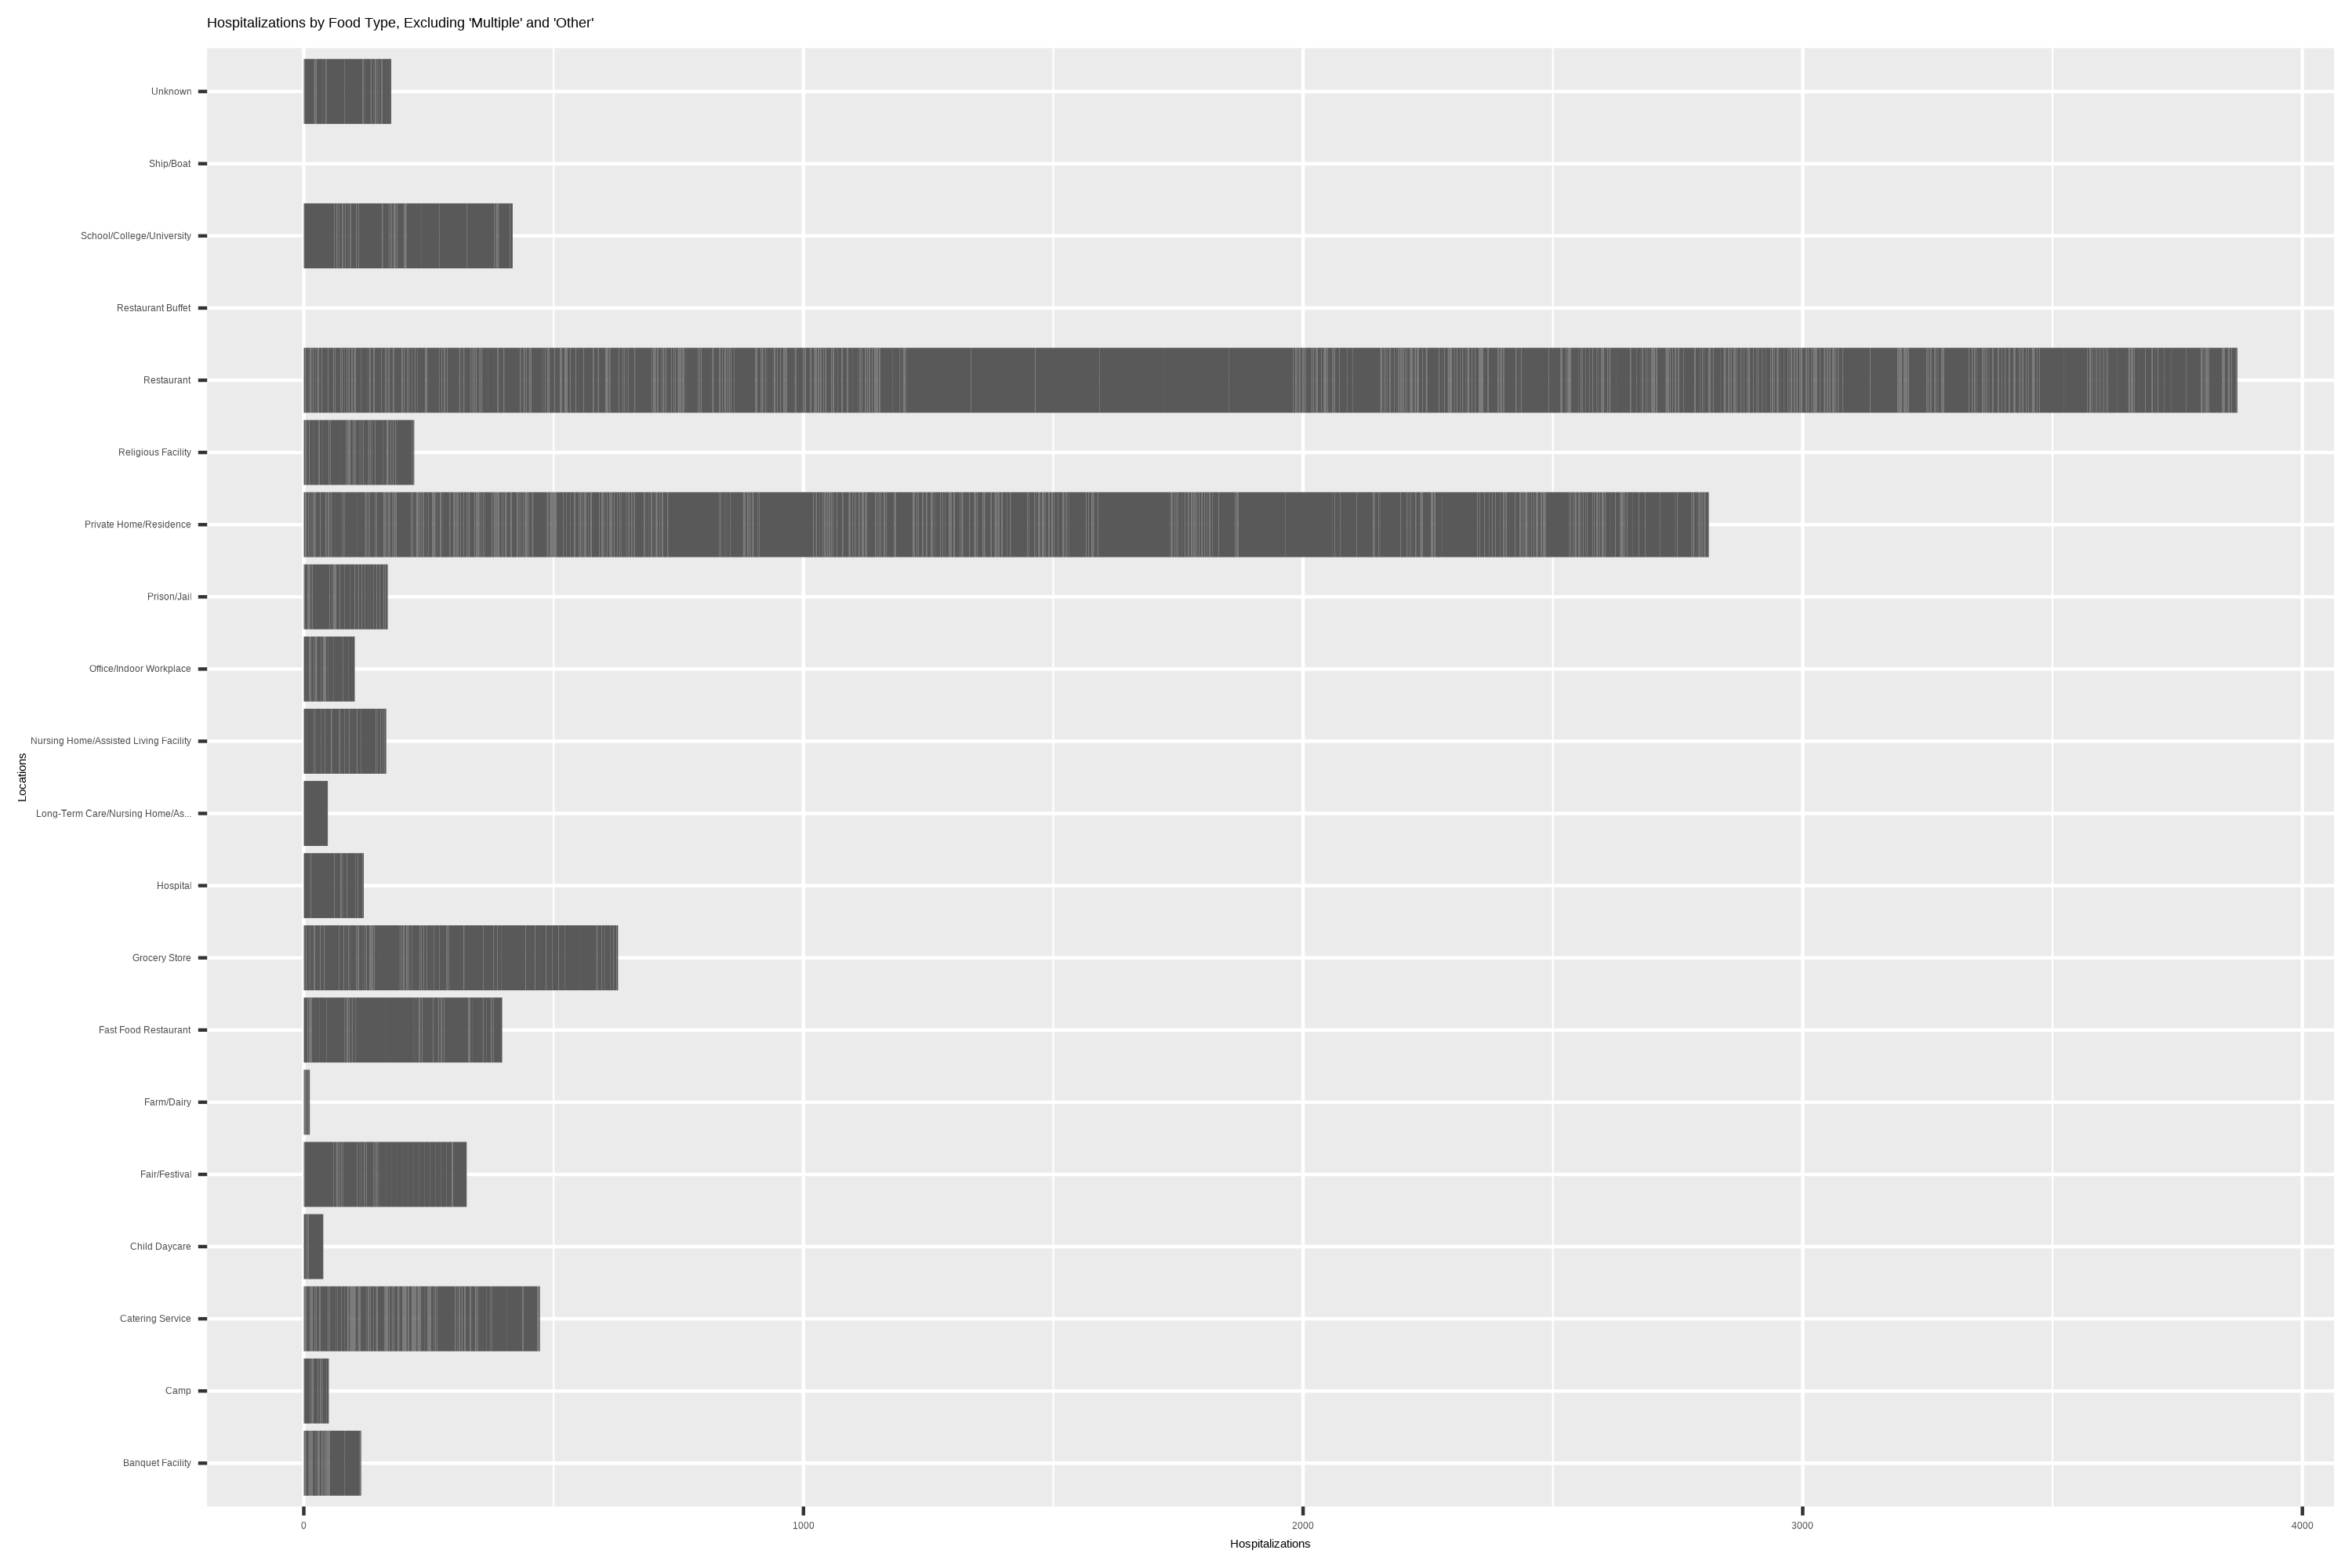 Hospitalizations by Food Type, Excluding 'Multiple' and 'Other'
Unknown
Ship/Boat
School/College/University
Restaurant Buffet
Restaurant
Religious Facility
Private Home/Residence
Prison/Jail
Office/Indoor Workplace
Nursing Home/Assisted Living Facility
Long-Term Care/Nursing Home/As...
Hospital
Grocery Store
Fast Food Restaurant
Farm/Dairy
Fair/Festival
Child Daycare
Catering Service
Camp
Banquet Facility
Locations
0 1000 2000 3000 4000
Hospitalizations